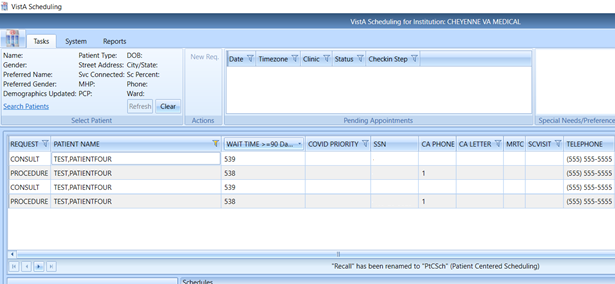 VistA Scheduling
VistA Scheduling for Institution: CHEYENNE VA MEDICAL
Tasks System Reports
Name: Patient Type: DOB:
Gender: Street Address: City/State:
Preferred Name: Svc Connected: Sc Percent:
Preferred Gender: MHP: Phone:
Demographics Updated: PCP: Ward:
Search Patients Refresh Clear
Select Patient
New Req.
Actions
Date Timezone Clinic Status Checkin Step
Pending Appointments
Special Needs/Preference
REQUEST PATIENT NAME WAIT TIME >=90 Da... COVID PRIORITY SSN CA PHONE CA LETTER MRTC SCVISIT TELEPHONE
CONSULT TEST,PATIENTFOUR 539 (555) 555-5555
PROCEDURE TEST,PATIENTFOUR 538 1 (555) 555-5555
CONSULT TEST,PATIENTFOUR 539 (555) 555-5555
PROCEDURE TEST,PATIENTFOUR 538 1 (555) 555-5555
"Recall" has been renamed to "PtCSch" (Patient Centered Scheduling)
Schedules